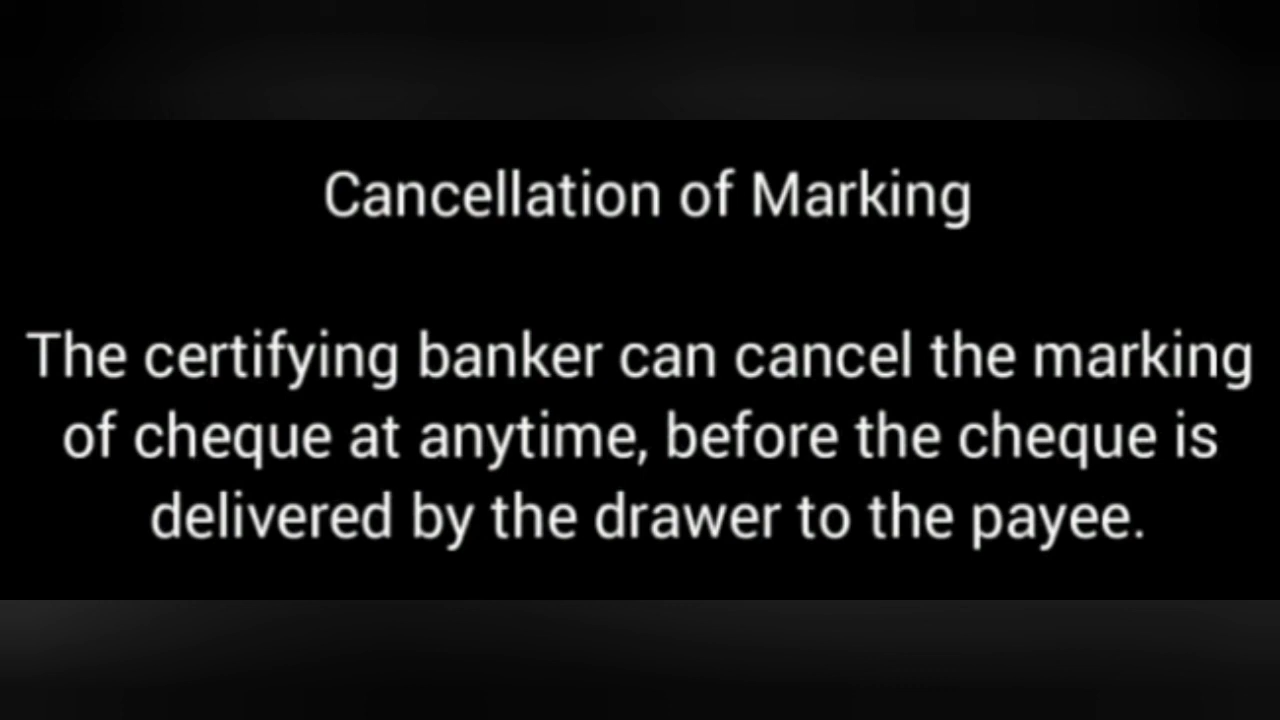 Cancellation of Marking
The certifying banker can cancel the marking
of cheque at anytime, before the cheque is
delivered by the drawer to the payee.